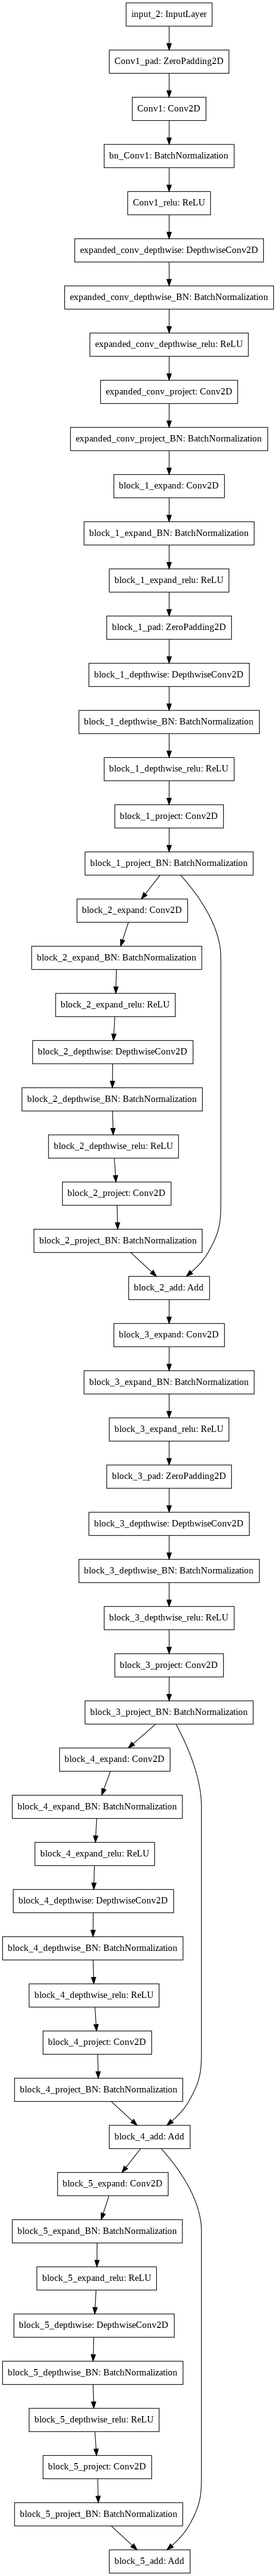 input_2: InputLayer
Conv1_pad: ZeroPadding2D
Conv1: Conv2D
bn_Conv1: BatchNormalization
Conv1_relu: ReLU
expanded_conv_depthwise: DepthwiseConv2D
expanded_conv_depthwise_BN: BatchNormalization
expanded_conv_depthwise_relu: ReLU
expanded_conv_project: Conv2D
expanded_conv_project_BN: BatchNormalization
block_1_expand: Conv2D
block_1_expand_BN: BatchNormalization
block_1_expand_relu: ReLU
block_1_pad: ZeroPadding2D
block_1_depthwise: DepthwiseConv2D
block_1_depthwise_BN: BatchNormalization
block_1_depthwise_relu: ReLU
block_1_project: Conv2D
block_1_project_BN: BatchNormalization
block_2_expand: Conv2D
block_2_expand_BN: BatchNormalization
block_2_expand_relu: ReLU
block_2_depthwise: DepthwiseConv2D
block_2_depthwise_BN: BatchNormalization
block_2_depthwise_relu: ReLU
block_2_project: Conv2D
block_2_project_BN: BatchNormalization
block_2_add: Add
block_3_expand: Conv2D
block_3_expand_BN: BatchNormalization
block_3_expand_relu: ReLU
block_3_pad: ZeroPadding2D
block_3_depthwise: DepthwiseConv2D
block_3_depthwise_BN: BatchNormalization
block_3_depthwise_relu: ReLU
block_3_project: Conv2D
block_3_project_BN: BatchNormalization
block_4_expand: Conv2D
block_4_expand_BN: BatchNormalization
block_4_expand_relu: ReLU
block_4_depthwise: DepthwiseConv2D
block_4_depthwise_BN: BatchNormalization
block_4_depthwise_relu: ReLU
block_4_project: Conv2D
block_4_project_BN: BatchNormalization
block_4_add: Add
block_5_expand: Conv2D
block_5_expand_BN: BatchNormalization
block_5_expand_relu: ReLU
block_5_depthwise: DepthwiseConv2D
block_5_depthwise_BN: BatchNormalization
block_5_depthwise_relu: ReLU
block_5_project: Conv2D
block_5_project_BN: BatchNormalization
block_5_add: Add